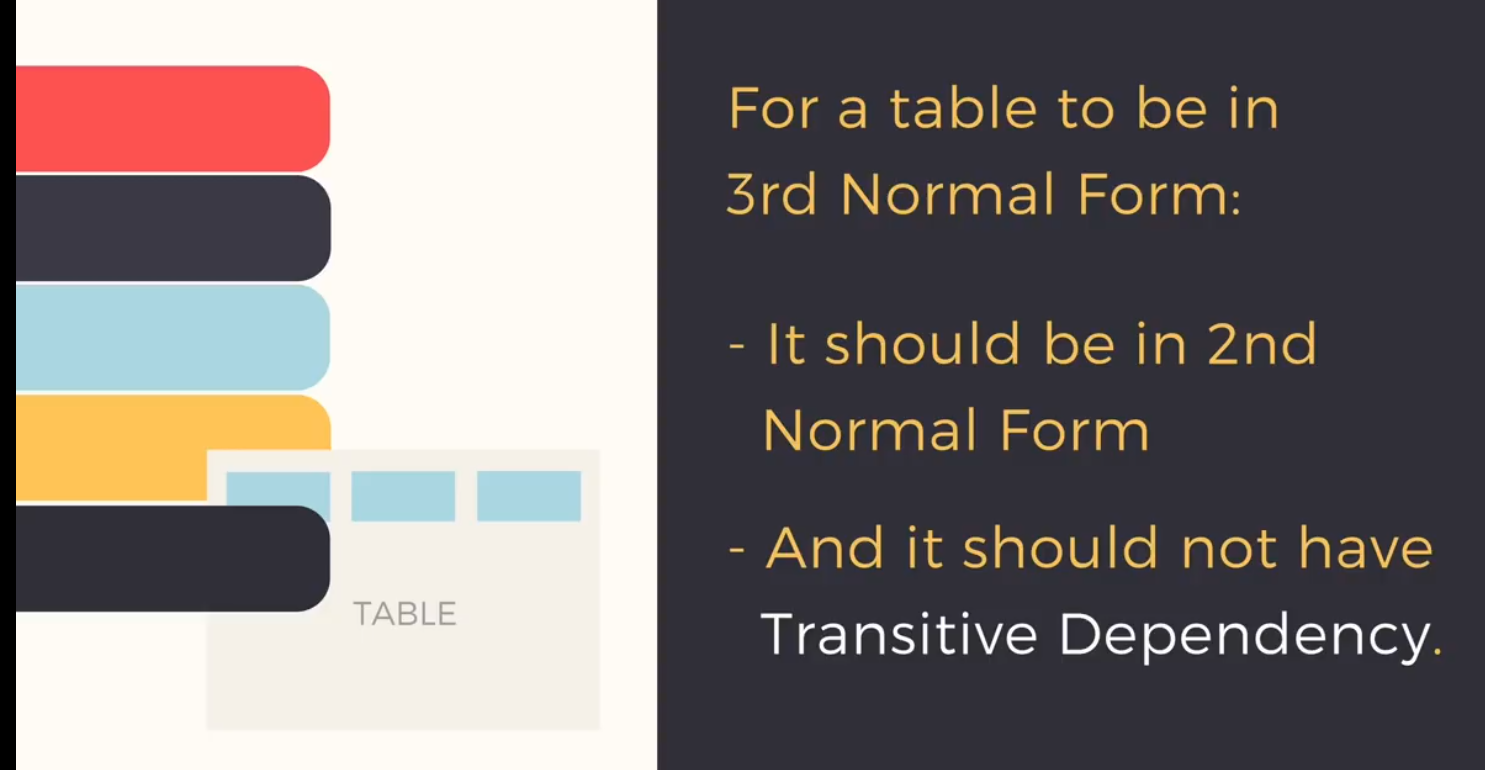 For a table to be in
3rd Normal Form:
- It should be in 2nd
Normal Form
- And it should not have
Transitive Dependency.
TABLE